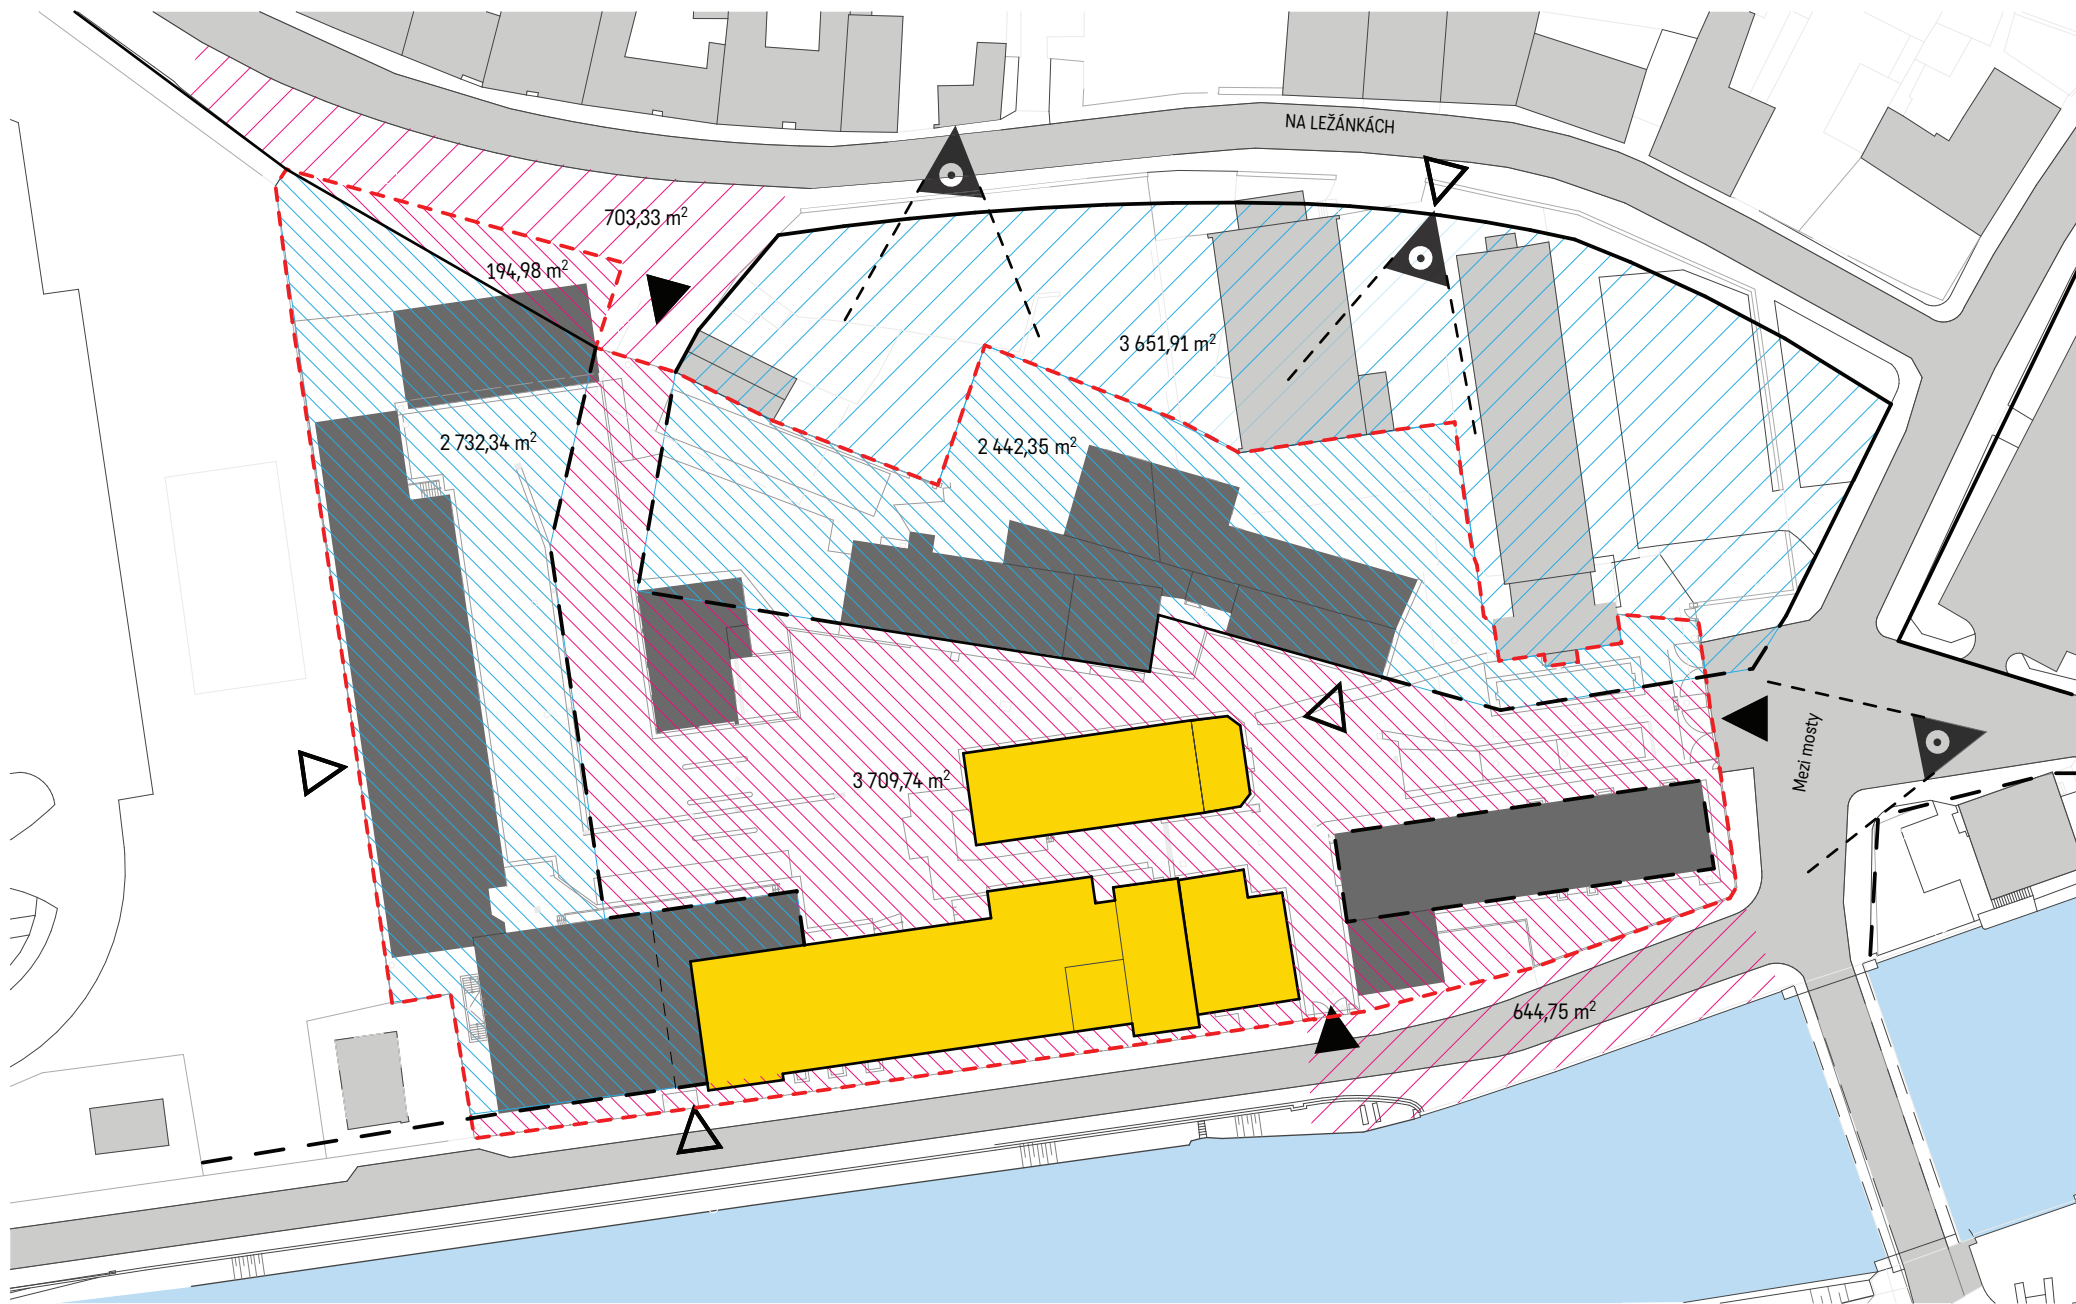 NA LEŽÁNKÁCH
703,33 m²
194,98 m²
3 651,91 m²
2 732,34 m²
2 442,35 m²
Mezi mosty
3 709,74 m²
644,75 m²